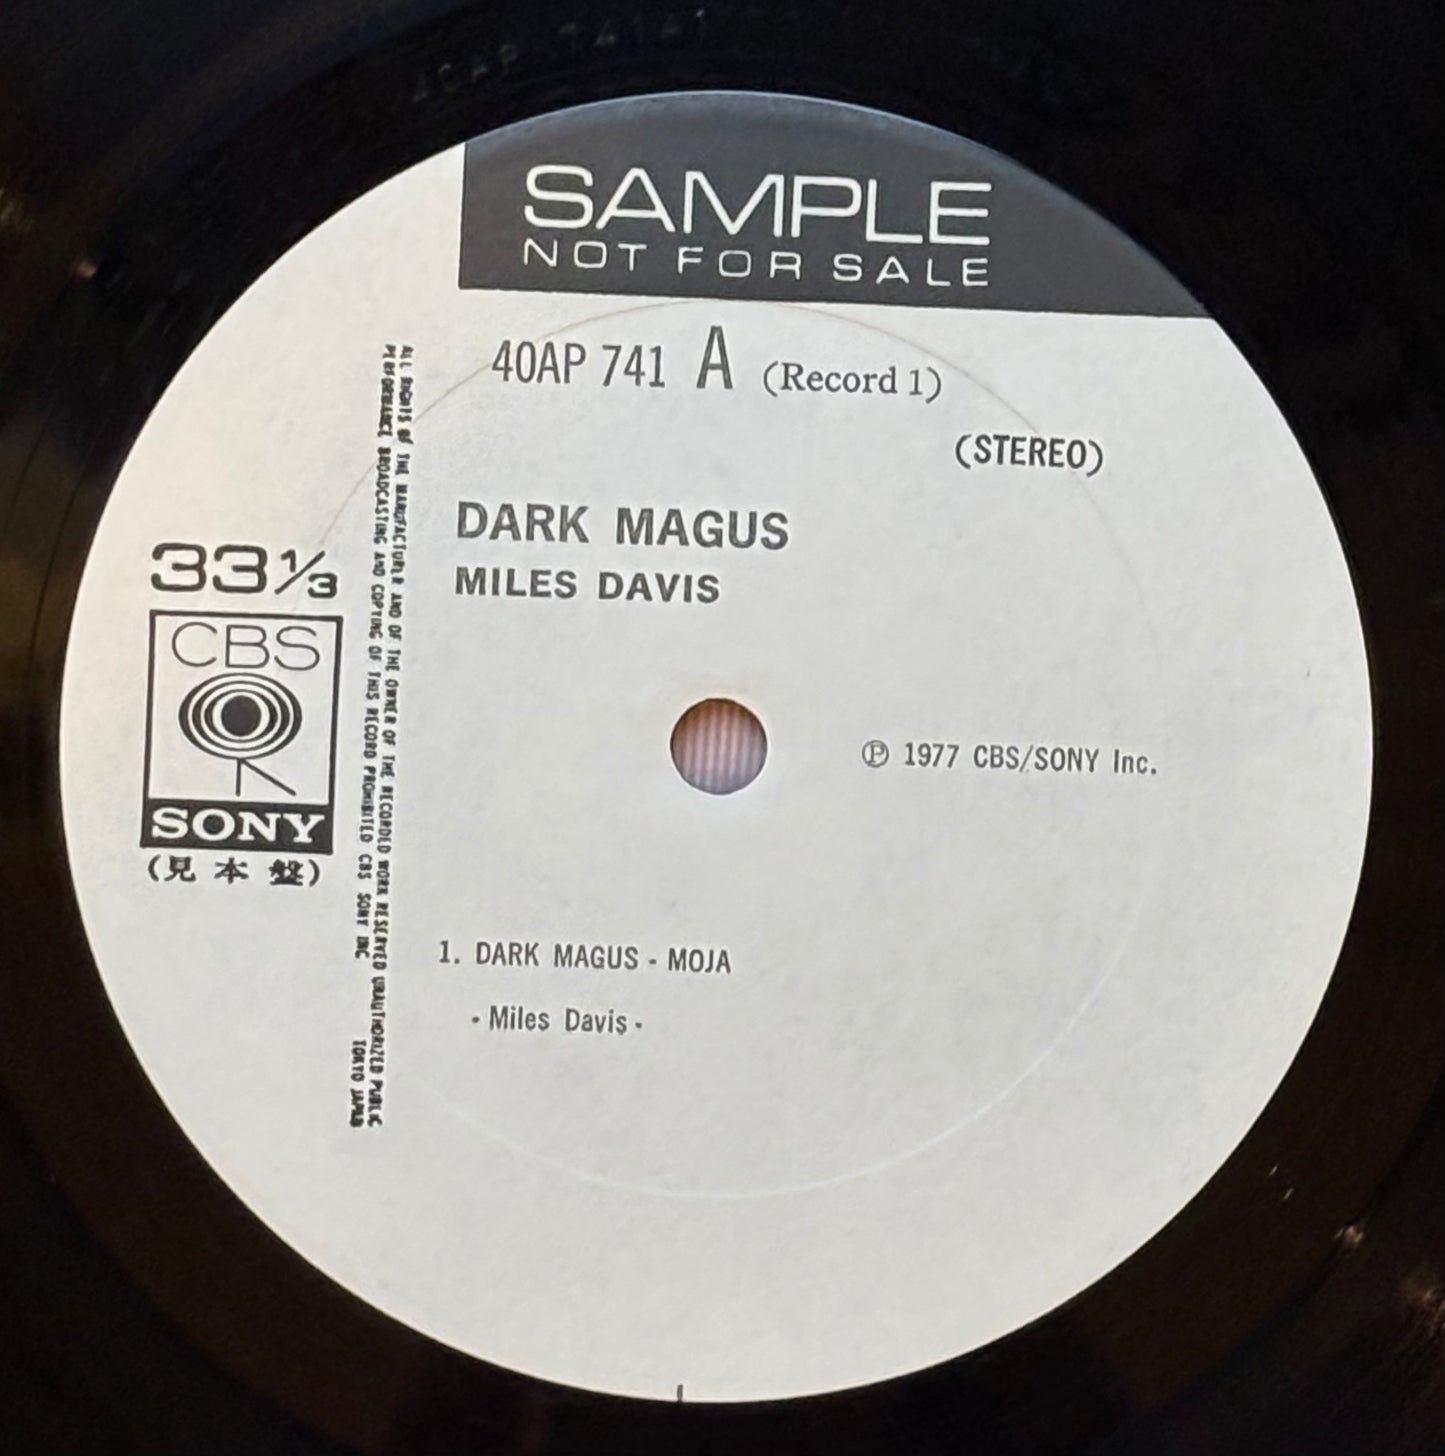 SAMPLE
NOT FOR SALE
40AP 741 A (Record 1)
(STEREO)
DARK MAGUS
MILES DAVIS
33⅓
CBS
SONY
(見本盤)
ALL RIGHTS OF THE MANUFACTURER AND OF THE OWNER OF THE RECORDED WORK RESERVED UNAUTHORIZED PUBLIC
PERFORMANCE BROADCASTING AND COPYING OF THIS RECORD PROHIBITED CBS SONY INC TOKYO JAPAN
℗ 1977 CBS/SONY Inc.
1. DARK MAGUS - MOJA
- Miles Davis -